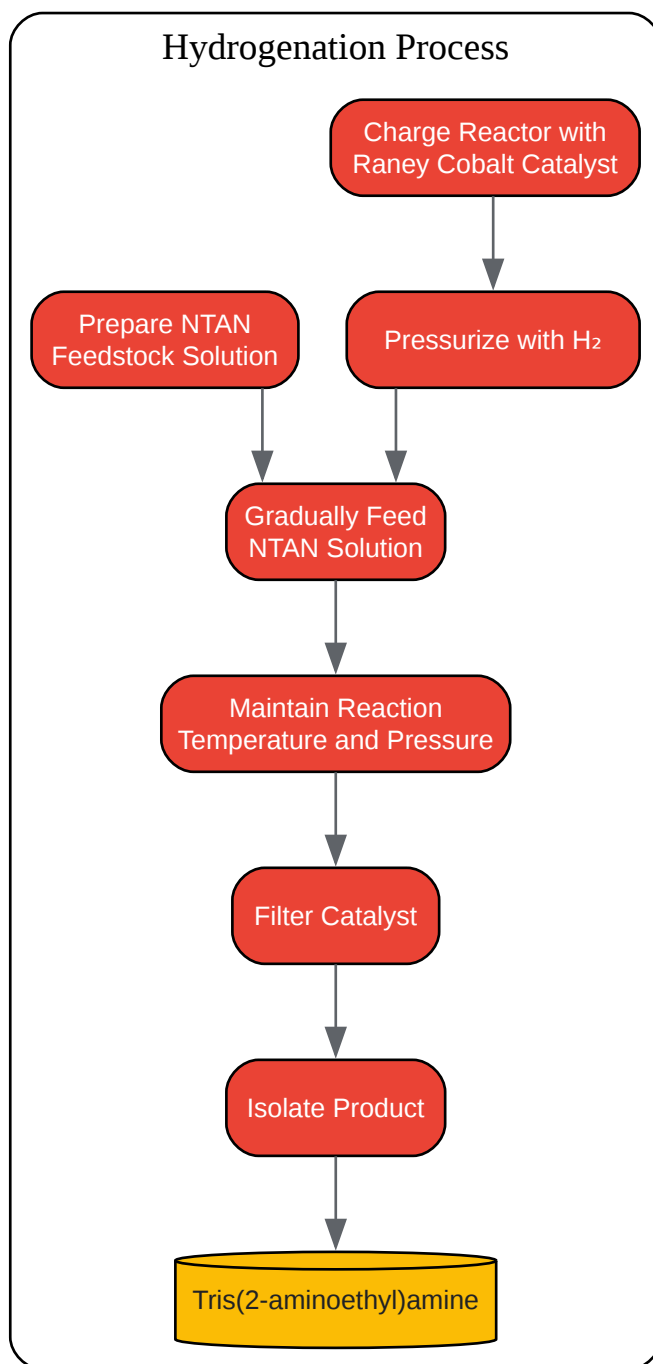 Hydrogenation Process
Charge Reactor with
Raney Cobalt Catalyst
Prepare NTAN
Feedstock Solution
Pressurize with H₂
Gradually Feed
NTAN Solution
Maintain Reaction
Temperature and Pressure
Filter Catalyst
Isolate Product
Tris(2-aminoethyl)amine